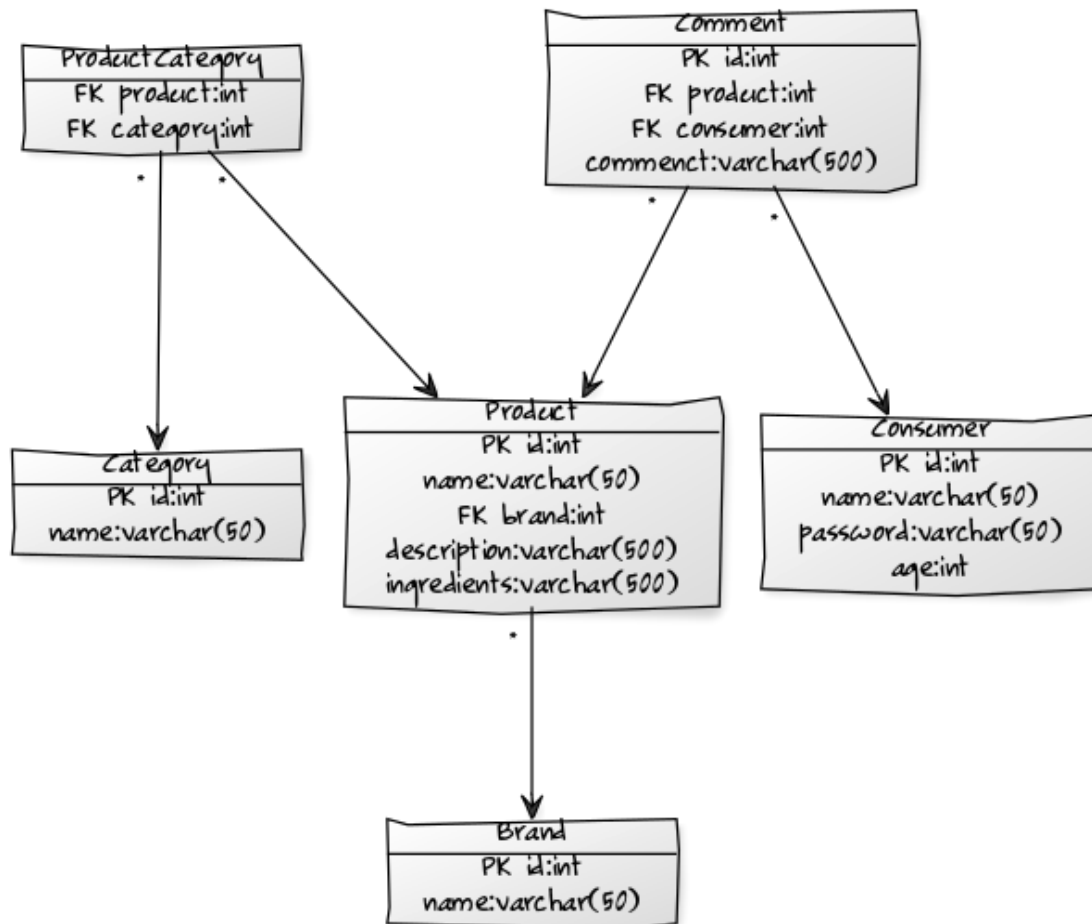 ProductCategory
FK product:int
FK category:int
*
*
Comment
PK id:int
FK product:int
FK consumer:int
commenct:varchar(500)
*
*
Category
PK id:int
name:varchar(50)
Product
PK id:int
name:varchar(50)
FK brand:int
description:varchar(500)
ingredients:varchar(500)
*
Consumer
PK id:int
name:varchar(50)
password:varchar(50)
age:int
Brand
PK id:int
name:varchar(50)